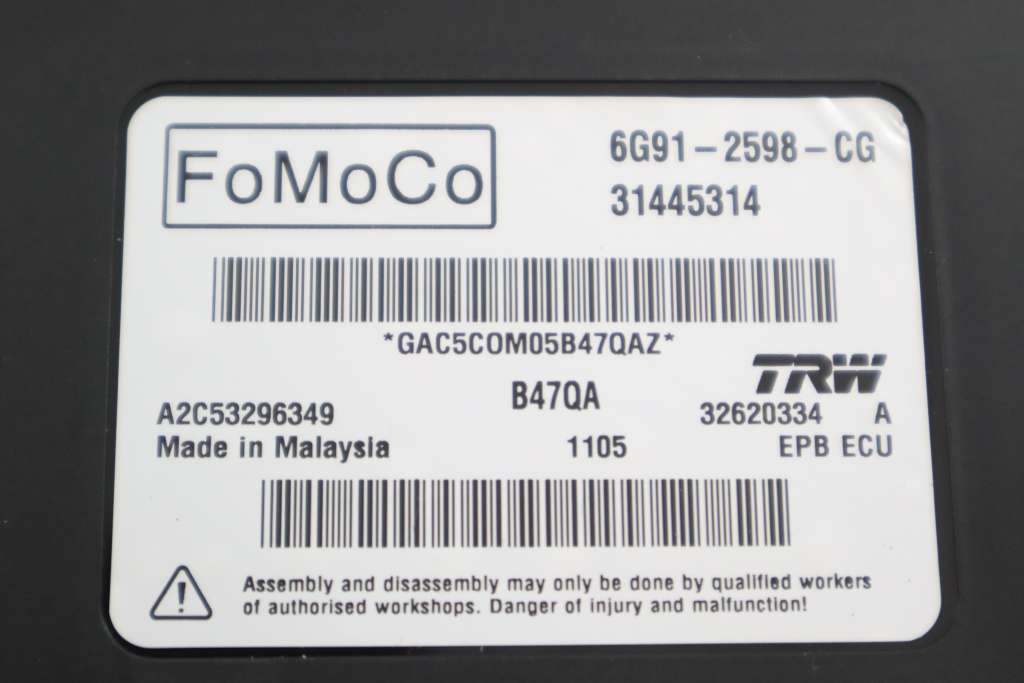 FoMoCo
6G91-2598-CG
31445314
*GAC5COM05B47QAZ*
TRW
B47QA
A2C53296349
32620334 A
Made in Malaysia
1105
EPB ECU
Assembly and disassembly may only be done by qualified workers
of authorised workshops. Danger of injury and malfunction!